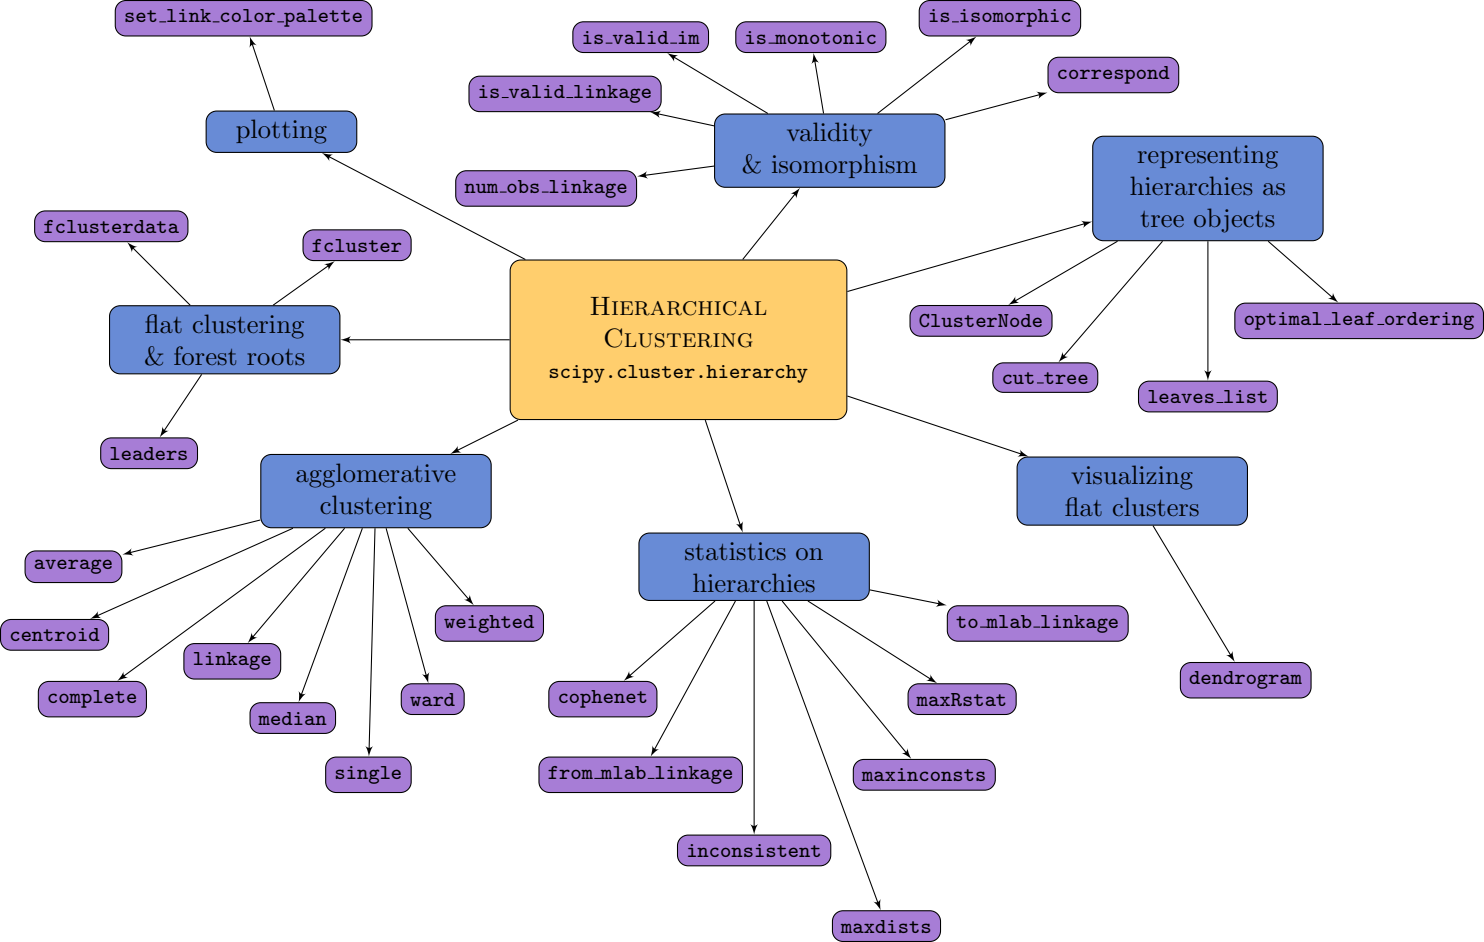 set_link_color_palette
is_isomorphic
is_valid_im
is_monotonic
correspond
is_valid_linkage
plotting
validity
& isomorphism
num_obs_linkage
representing
hierarchies as
tree objects
fclusterdata
fcluster
flat clustering
& forest roots
HIERARCHICAL
CLUSTERING
scipy.cluster.hierarchy
ClusterNode
optimal_leaf_ordering
cut_tree
leaves_list
leaders
agglomerative
clustering
visualizing
flat clusters
statistics on
hierarchies
average
centroid
complete
linkage
median
single
ward
weighted
cophenet
from_mlab_linkage
inconsistent
maxdists
maxinconsts
maxRstat
to_mlab_linkage
dendrogram